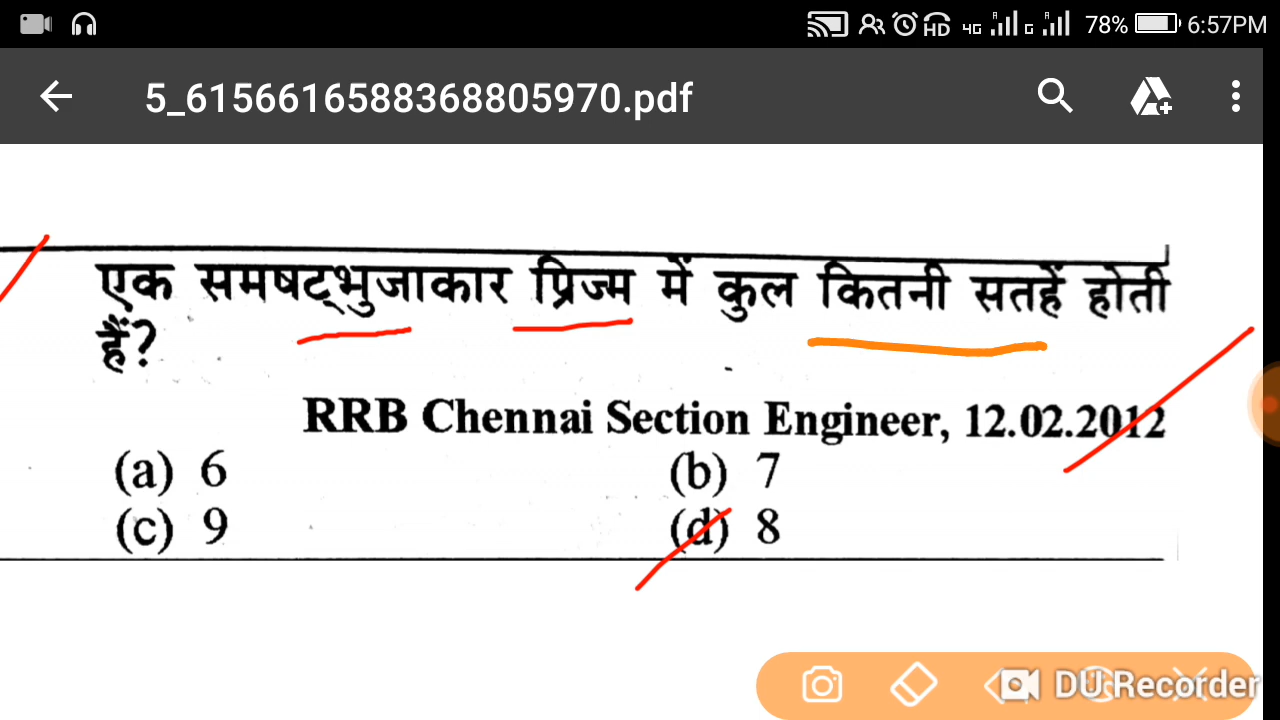 78% 6:57PM
5_6156616588368805970.pdf
एक समषट्भुजाकार प्रिज्म में कुल कितनी सतहें होती
हैं?
RRB Chennai Section Engineer, 12.02.2012
(a) 6 (b) 7
(c) 9 (d) 8
DU Recorder